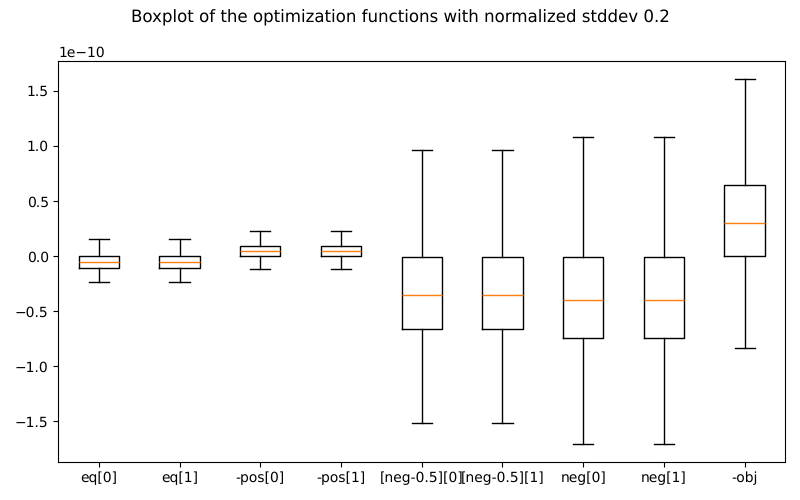 Boxplot of the optimization functions with normalized stddev 0.2
1e−10
1.5
1.0
0.5
0.0
−0.5
−1.0
−1.5
eq[0] eq[1] -pos[0] -pos[1] [neg-0.5][0] [neg-0.5][1] neg[0] neg[1] -obj